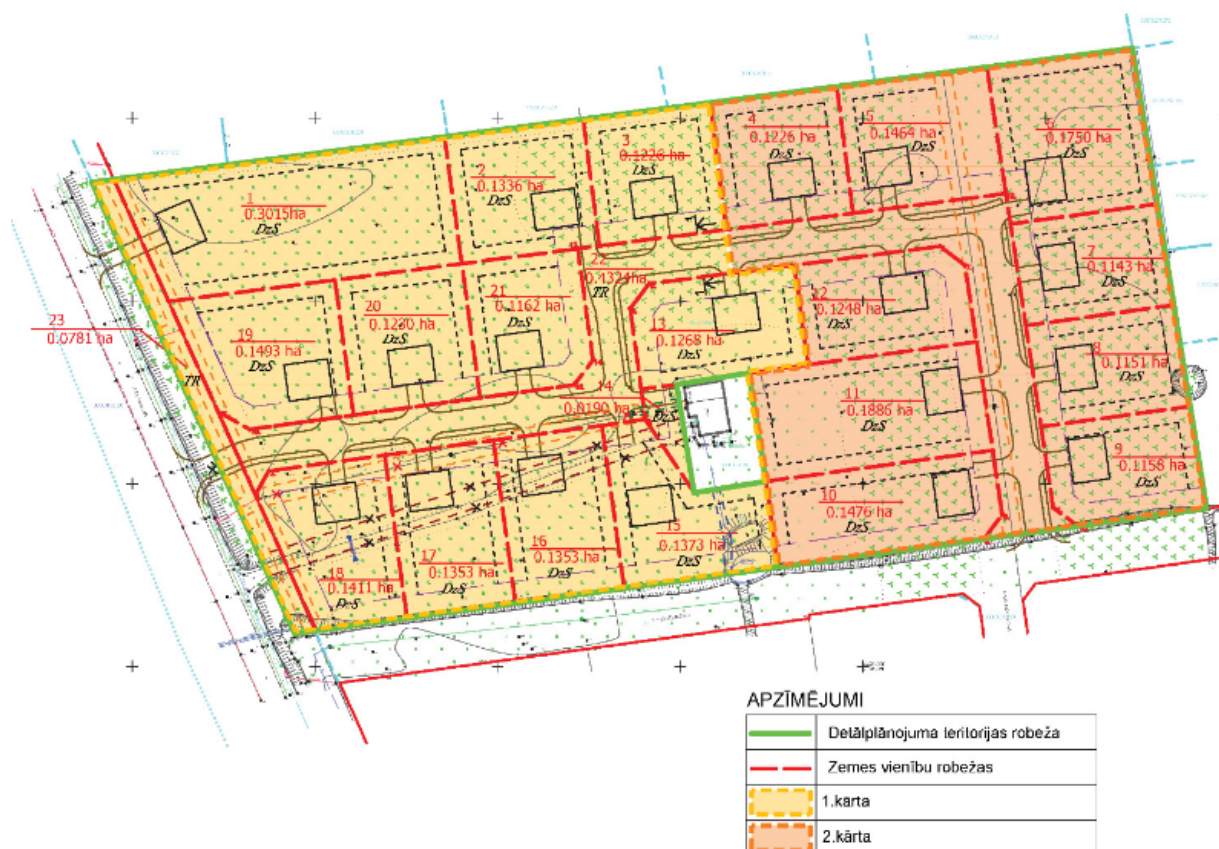 1
0.3015ha
DzS
2
0.1336 ha
DzS
3
0.1226 ha
DzS
4
0.1226 ha
DzS
5
0.1464 ha
DzS
0.1750 ha
DzS
7
0.1143 ha
DzS
8
0.1151 ha
DzS
9
0.1158 ha
DzS
10
0.1476 ha
DzS
11
0.1886 ha
DzS
12
0.1248 ha
DzS
13
0.1268 ha
DzS
14
0.0190 ha
DzS
15
0.1373 ha
DzS
16
0.1353 ha
DzS
17
0.1353 ha
DzS
18
0.1411 ha
DzS
19
0.1493 ha
DzS
20
0.1230 ha
DzS
21
0.1162 ha
DzS
22
0.1324 ha
TR
23
0.0781 ha
TR
APZĪMĒJUMI
Detālplānojuma teritorijas robeža
Zemes vienību robežas
1.kārta
2.kārta